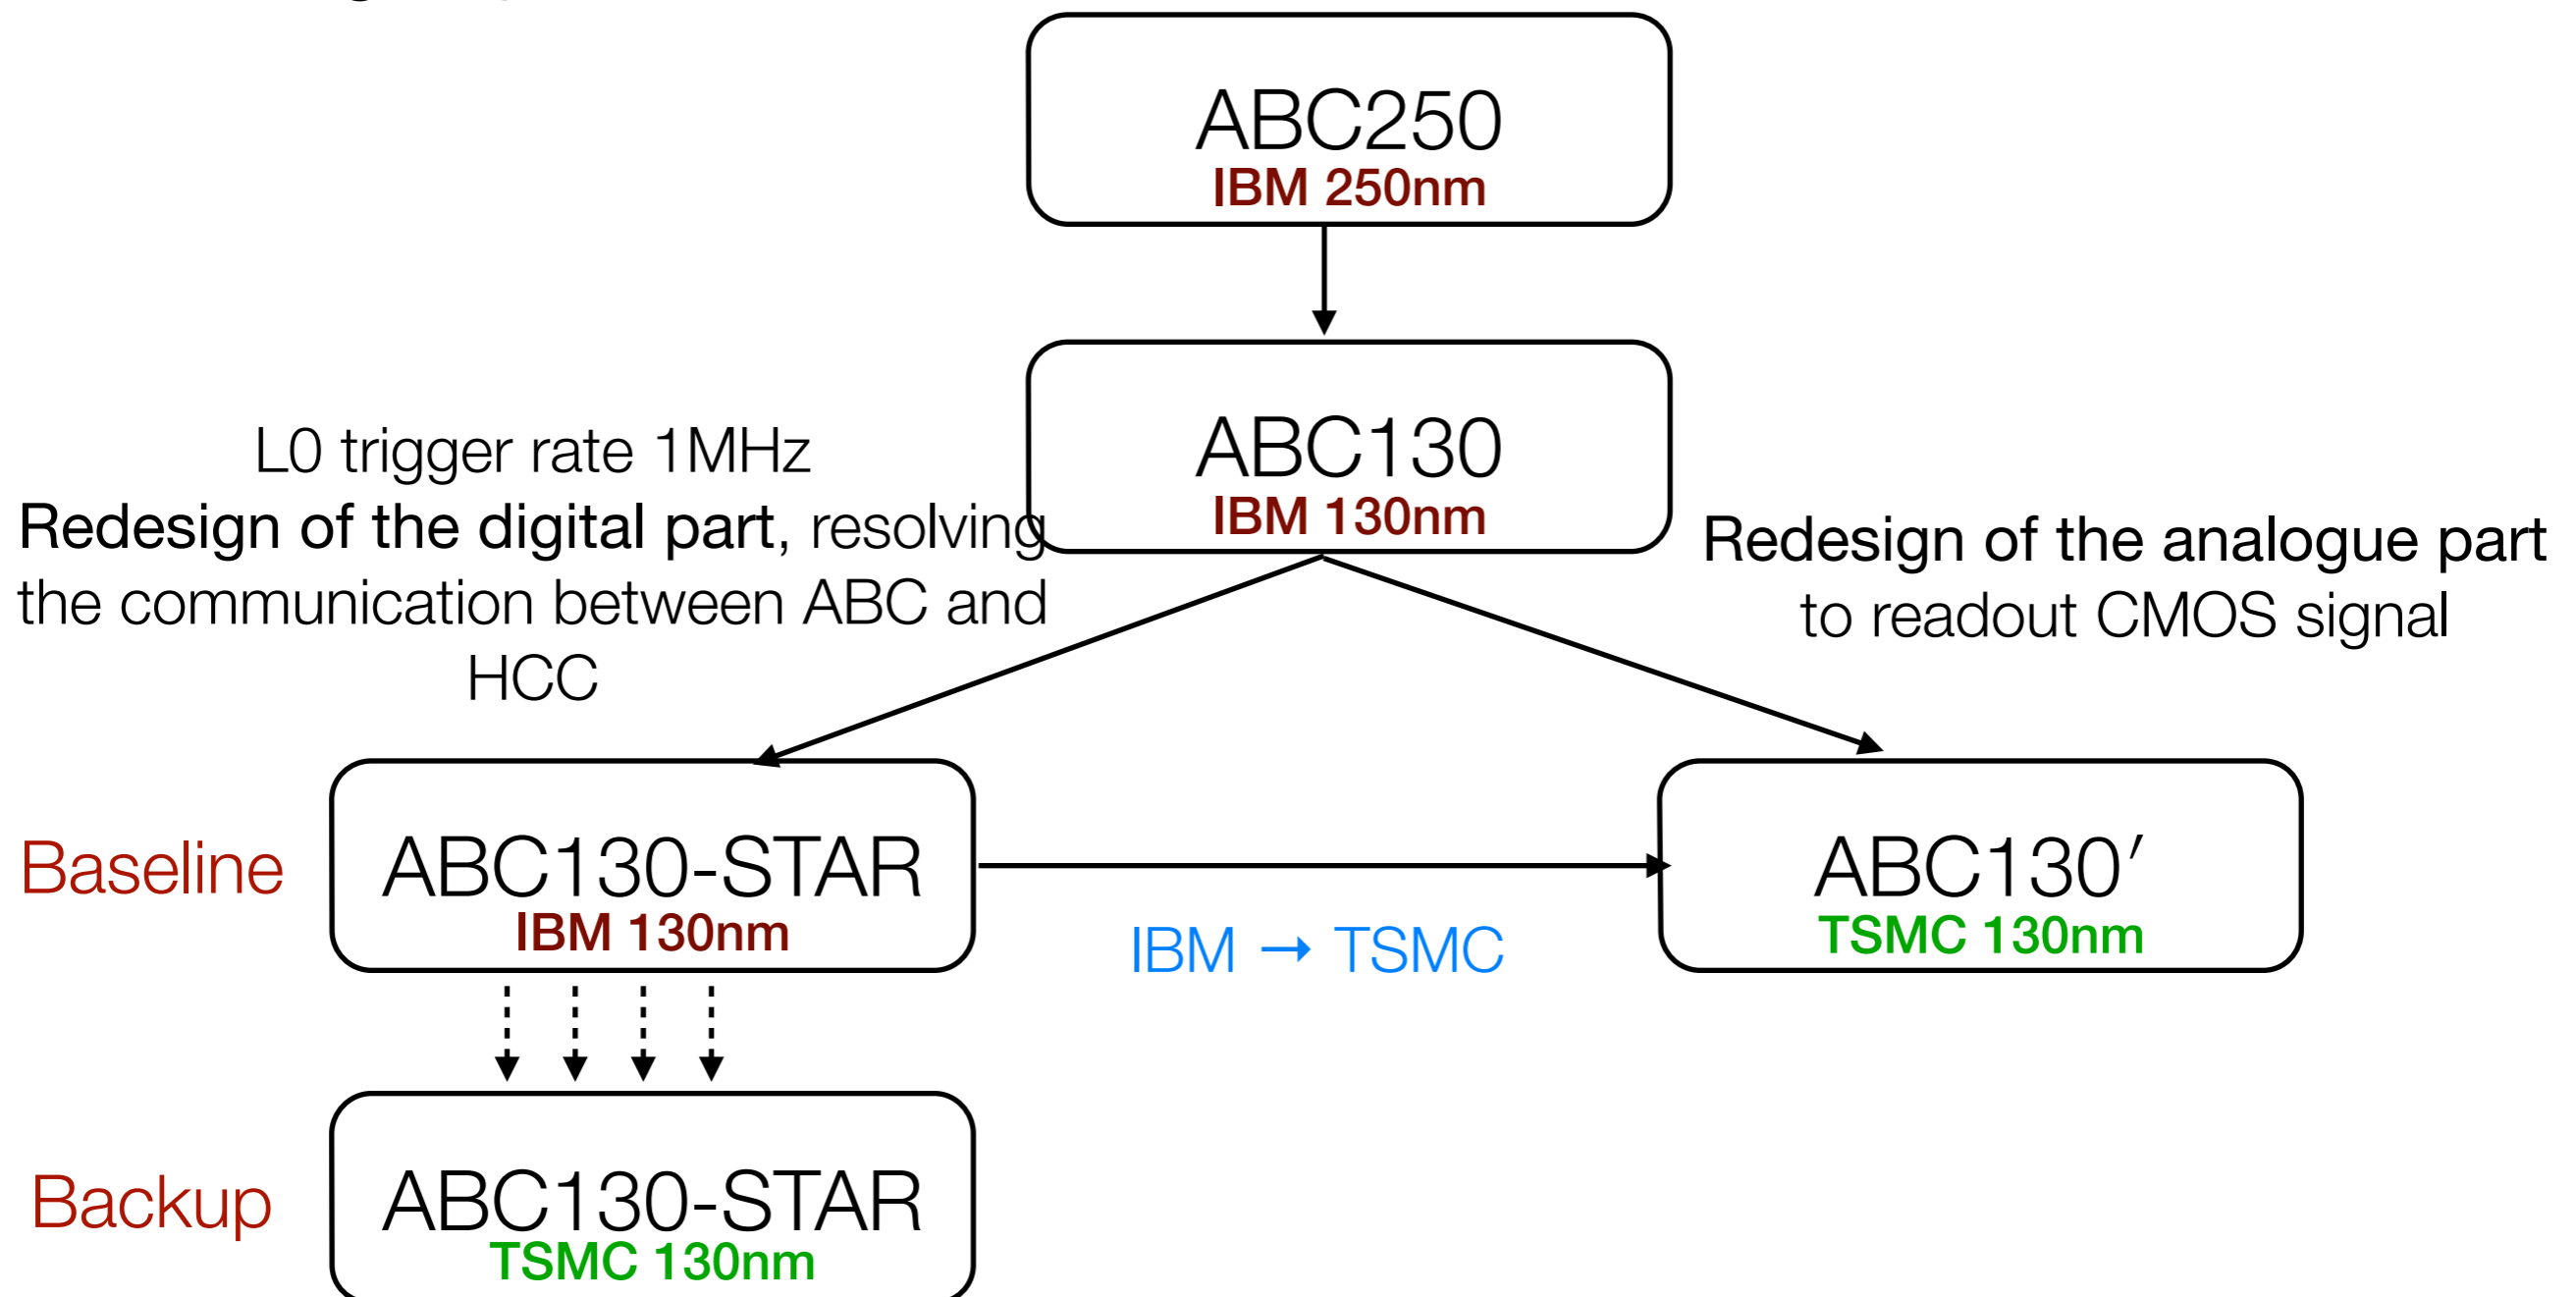 ABC250
IBM 250nm
ABC130
IBM 130nm
L0 trigger rate 1MHz
Redesign of the digital part, resolving
the communication between ABC and
HCC
Redesign of the analogue part
to readout CMOS signal
Baseline
ABC130-STAR
IBM 130nm
IBM → TSMC
ABC130′
TSMC 130nm
Backup
ABC130-STAR
TSMC 130nm